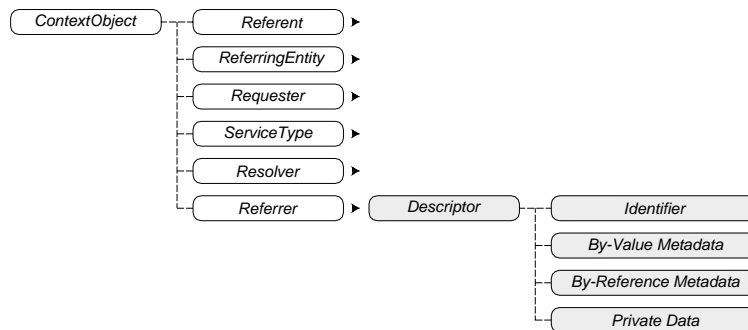 ContextObject
Referent
ReferringEntity
Requester
ServiceType
Resolver
Referrer
Descriptor
Identifier
By-Value Metadata
By-Reference Metadata
Private Data